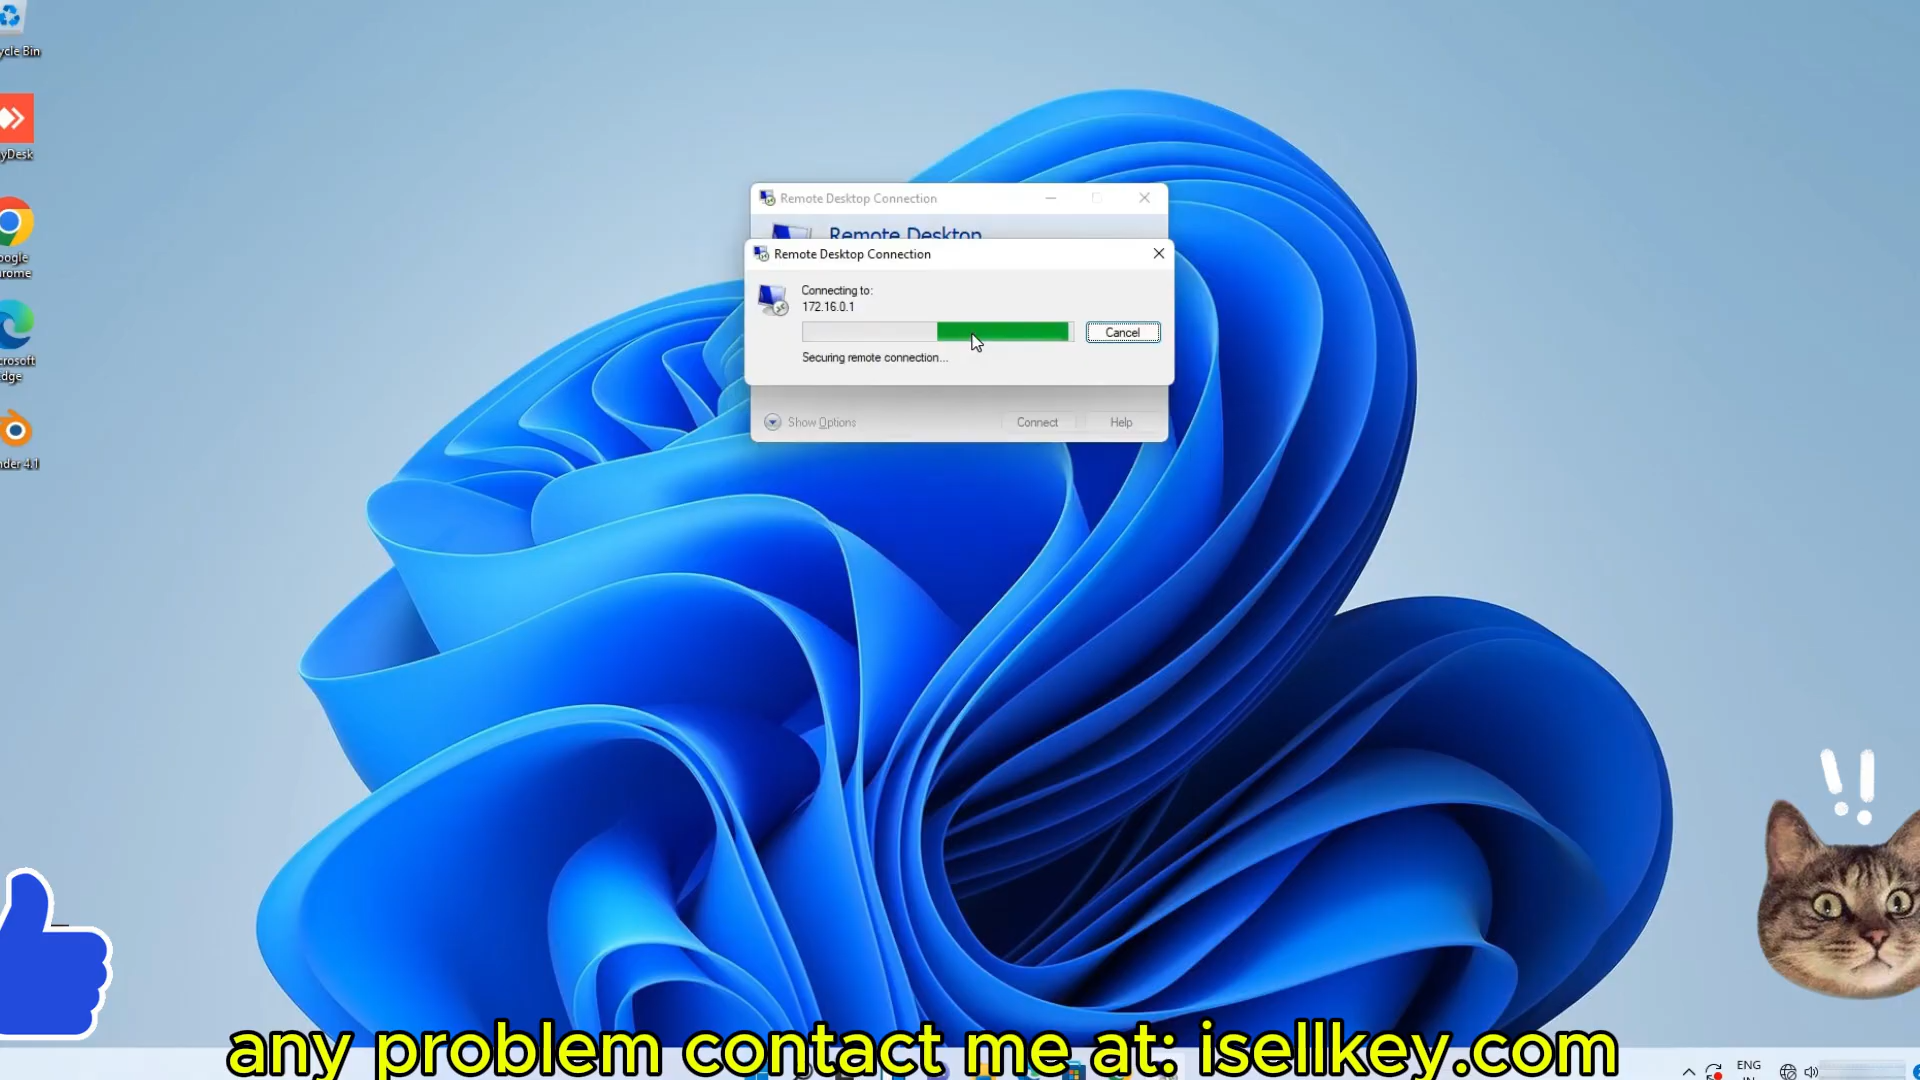 ycle Bin
yDesk
oogle
rome
crosoft
dge
nder 4.1
Remote Desktop Connection
Remote Desktop
Remote Desktop Connection
Connecting to:
172.16.0.1
Cancel
Securing remote connection...
Show Options
Connect
Help
!!
any problem contact me at: isellkey.com
ENG
IN